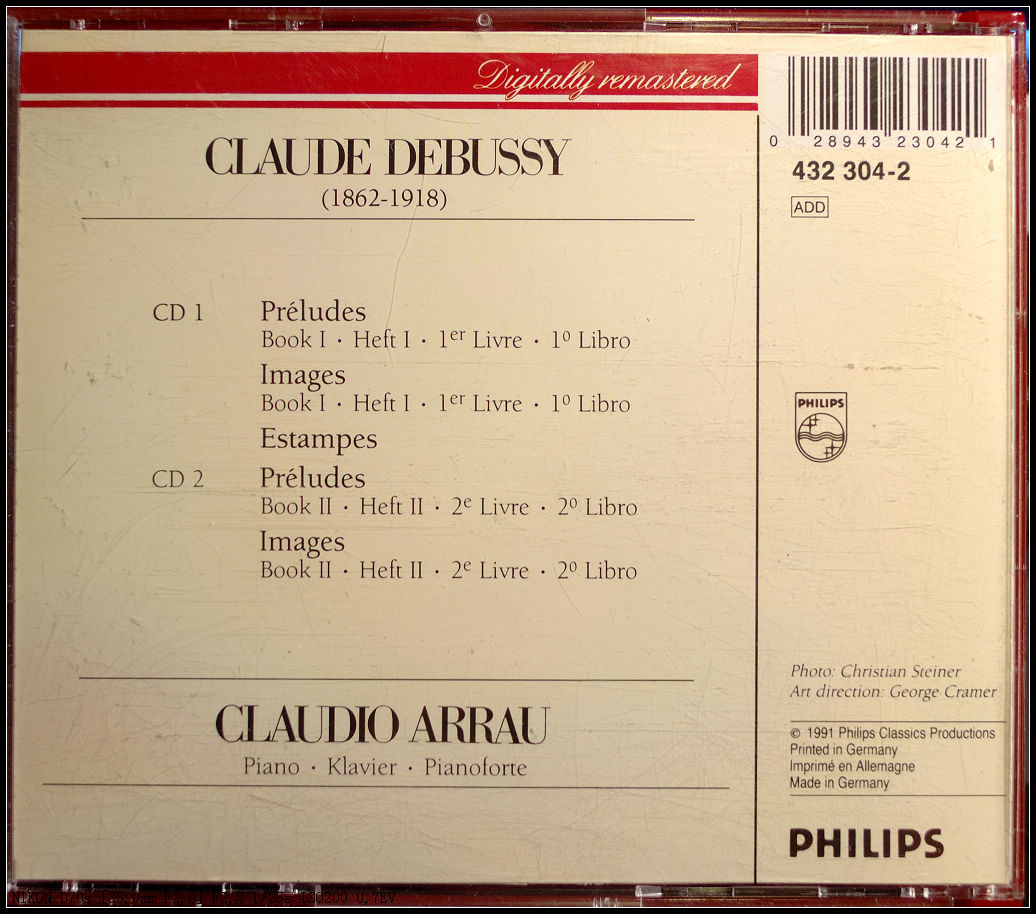 Digitally remastered
CLAUDE DEBUSSY
(1862-1918)
CD 1 Préludes
Book I · Heft I · 1er Livre · 1º Libro
Images
Book I · Heft I · 1er Livre · 1º Libro
Estampes
CD 2 Préludes
Book II · Heft II · 2e Livre · 2º Libro
Images
Book II · Heft II · 2e Livre · 2º Libro
CLAUDIO ARRAU
Piano · Klavier · Pianoforte
0 28943 23042 1
432 304-2
ADD
PHILIPS
Photo: Christian Steiner
Art direction: George Cramer
© 1991 Philips Classics Productions
Printed in Germany
Imprimé en Allemagne
Made in Germany
PHILIPS
ISO200 0,7EV